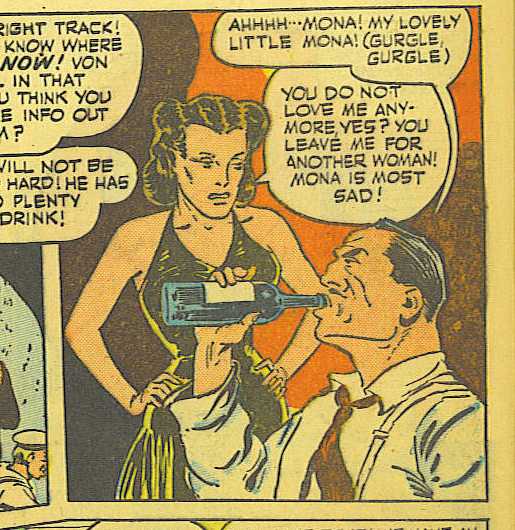 RIGHT TRACK!
KNOW WHERE
NOW! VON
IN THAT
U THINK YOU
E INFO OUT
M?
WILL NOT BE
HARD! HE HAS
D PLENTY
DRINK!
AHHHH...MONA! MY LOVELY
LITTLE MONA! (GURGLE,
GURGLE)
YOU DO NOT
LOVE ME ANY-
MORE, YES? YOU
LEAVE ME FOR
ANOTHER WOMAN!
MONA IS MOST
SAD!